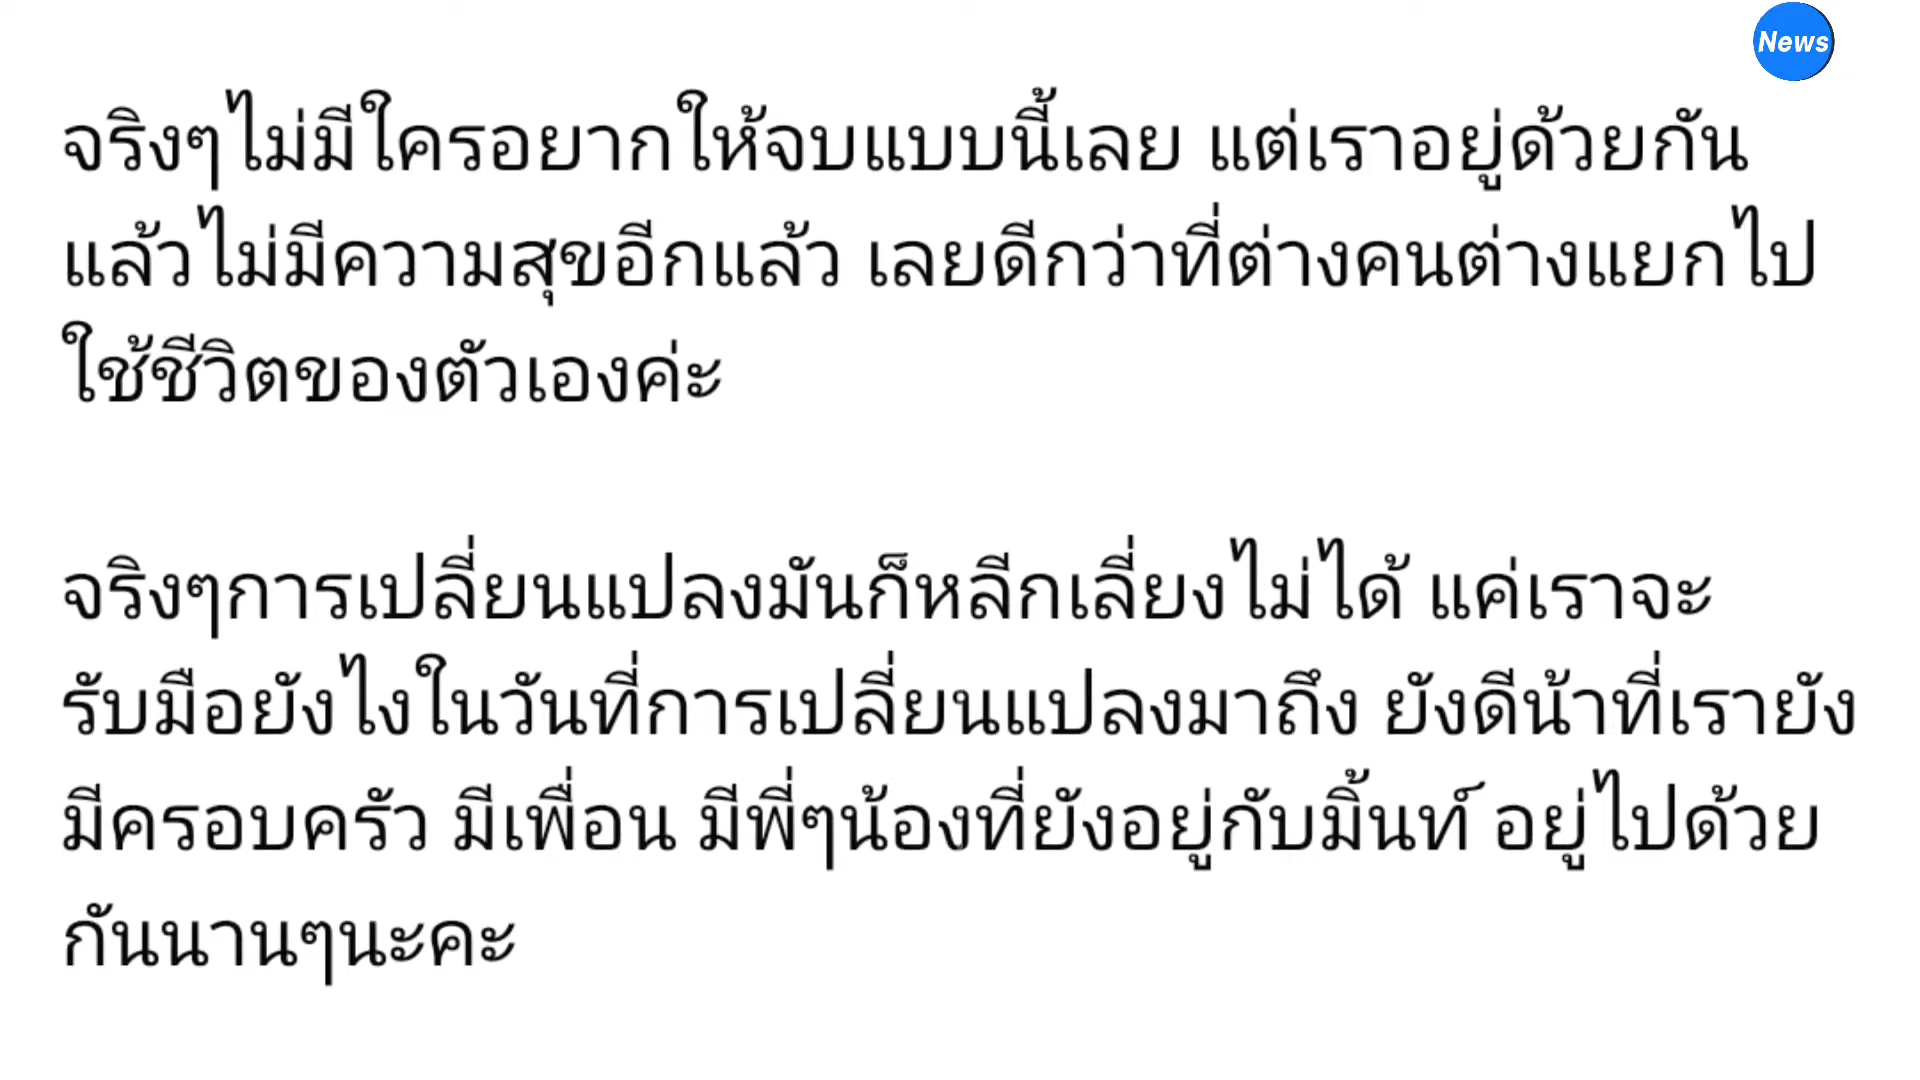 News
จริงๆไม่มีใครอยากให้จบแบบนี้เลย แต่เราอยู่ด้วยกัน
แล้วไม่มีความสุขอีกแล้ว เลยดีกว่าที่ต่างคนต่างแยกไป
ใช้ชีวิตของตัวเองค่ะ
จริงๆการเปลี่ยนแปลงมันก็หลีกเลี่ยงไม่ได้ แค่เราจะ
รับมือยังไงในวันที่การเปลี่ยนแปลงมาถึง ยังดีน้าที่เรายัง
มีครอบครัว มีเพื่อน มีพี่ๆน้องที่ยังอยู่กับมิ้นท์ อยู่ไปด้วย
กันนานๆนะคะ